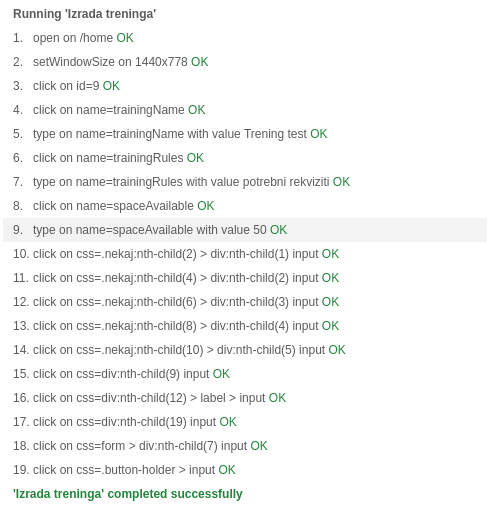 Running 'Izrada treninga'
1. open on /home OK
2. setWindowSize on 1440x778 OK
3. click on id=9 OK
4. click on name=trainingName OK
5. type on name=trainingName with value Trening test OK
6. click on name=trainingRules OK
7. type on name=trainingRules with value potrebni rekviziti OK
8. click on name=spaceAvailable OK
9. type on name=spaceAvailable with value 50 OK
10. click on css=.nekaj:nth-child(2) > div:nth-child(1) input OK
11. click on css=.nekaj:nth-child(4) > div:nth-child(2) input OK
12. click on css=.nekaj:nth-child(6) > div:nth-child(3) input OK
13. click on css=.nekaj:nth-child(8) > div:nth-child(4) input OK
14. click on css=.nekaj:nth-child(10) > div:nth-child(5) input OK
15. click on css=div:nth-child(9) input OK
16. click on css=div:nth-child(12) > label > input OK
17. click on css=div:nth-child(19) input OK
18. click on css=form > div:nth-child(7) input OK
19. click on css=.button-holder > input OK
'Izrada treninga' completed successfully